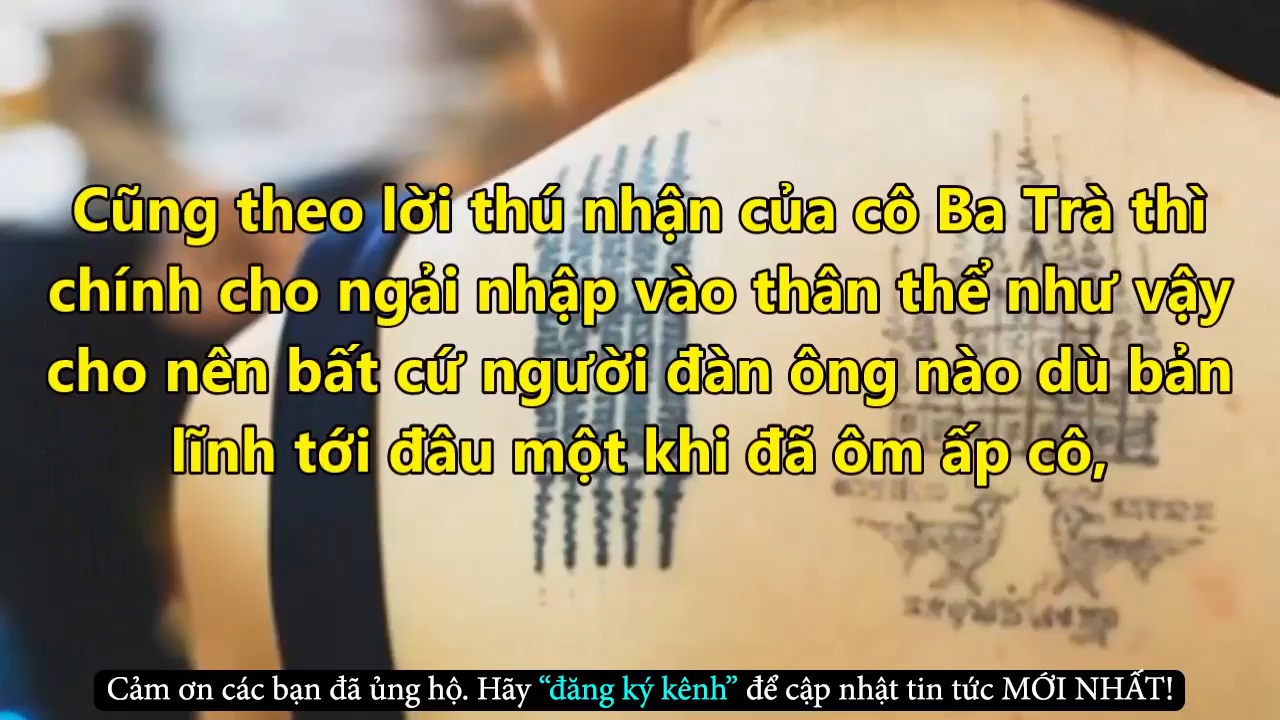 Cũng theo lời thú nhận của cô Ba Trà thì
chính cho ngải nhập vào thân thể như vậy
cho nên bất cứ người đàn ông nào dù bản
lĩnh tới đâu một khi đã ôm ấp cô,
Cảm ơn các bạn đã ủng hộ. Hãy “đăng ký kênh” để cập nhật tin tức MỚI NHẤT!